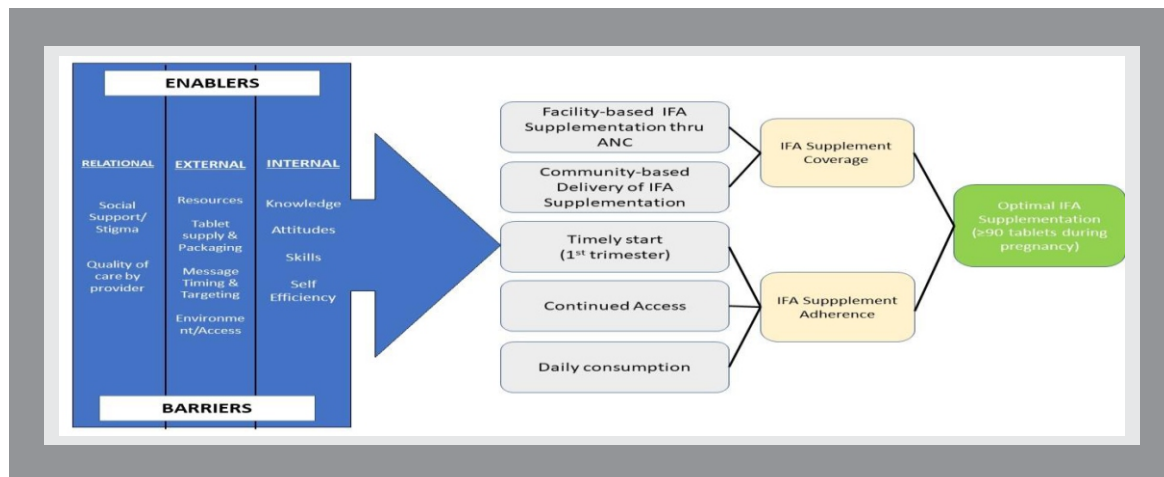 ENABLERS
RELATIONAL
Social
Support/
Stigma
Quality of
care by
provider
EXTERNAL
Resources
Tablet
supply &
Packaging
Message
Timing &
Targeting
Environme
nt/Access
INTERNAL
Knowledge
Attitudes
Skills
Self
Efficiency
BARRIERS
Facility-based IFA
Supplementation thru
ANC
Community-based
Delivery of IFA
Supplementation
Timely start
(1st trimester)
Continued Access
Daily consumption
IFA Supplement
Coverage
IFA Suppplement
Adherence
Optimal IFA
Supplementation
(≥90 tablets during
pregnancy)